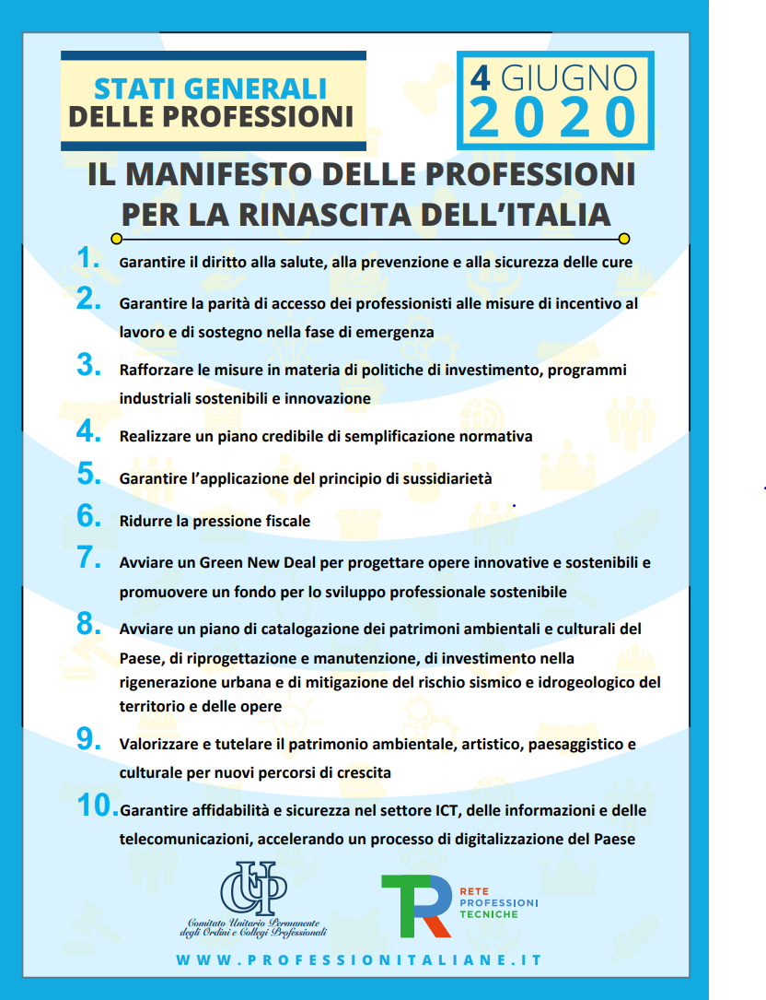 STATI GENERALI
DELLE PROFESSIONI
4 GIUGNO
2020
IL MANIFESTO DELLE PROFESSIONI
PER LA RINASCITA DELL'ITALIA
1. Garantire il diritto alla salute, alla prevenzione e alla sicurezza delle cure
2. Garantire la parità di accesso dei professionisti alle misure di incentivo al
lavoro e di sostegno nella fase di emergenza
3. Rafforzare le misure in materia di politiche di investimento, programmi
industriali sostenibili e innovazione
4. Realizzare un piano credibile di semplificazione normativa
5. Garantire l'applicazione del principio di sussidiarietà
6. Ridurre la pressione fiscale
7. Avviare un Green New Deal per progettare opere innovative e sostenibili e
promuovere un fondo per lo sviluppo professionale sostenibile
8. Avviare un piano di catalogazione dei patrimoni ambientali e culturali del
Paese, di riprogettazione e manutenzione, di investimento nella
rigenerazione urbana e di mitigazione del rischio sismico e idrogeologico del
territorio e delle opere
9. Valorizzare e tutelare il patrimonio ambientale, artistico, paesaggistico e
culturale per nuovi percorsi di crescita
10. Garantire affidabilità e sicurezza nel settore ICT, delle informazioni e delle
telecomunicazioni, accelerando un processo di digitalizzazione del Paese
CUP
Comitato Unitario Permanente
degli Ordini e Collegi Professionali
TR
RETE
PROFESSIONI
TECNICHE
WWW.PROFESSIONITALIANE.IT